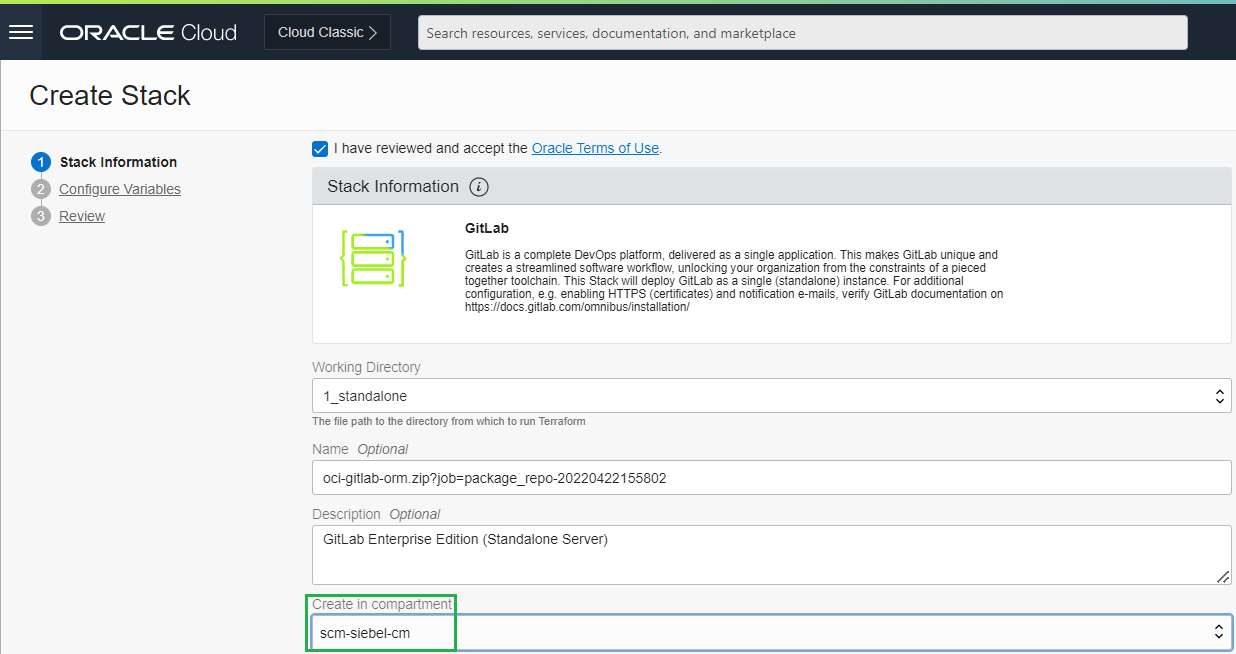 ORACLE Cloud
Cloud Classic >
Search resources, services, documentation, and marketplace
Create Stack
1 Stack Information
2 Configure Variables
3 Review
I have reviewed and accept the Oracle Terms of Use.
Stack Information i
GitLab
GitLab is a complete DevOps platform, delivered as a single application. This makes GitLab unique and
creates a streamlined software workflow, unlocking your organization from the constraints of a pieced
together toolchain. This Stack will deploy GitLab as a single (standalone) instance. For additional
configuration, e.g. enabling HTTPS (certificates) and notification e-mails, verify GitLab documentation on
https://docs.gitlab.com/omnibus/installation/
Working Directory
1_standalone
The file path to the directory from which to run Terraform
Name Optional
oci-gitlab-orm.zip?job=package_repo-20220422155802
Description Optional
GitLab Enterprise Edition (Standalone Server)
Create in compartment
scm-siebel-cm